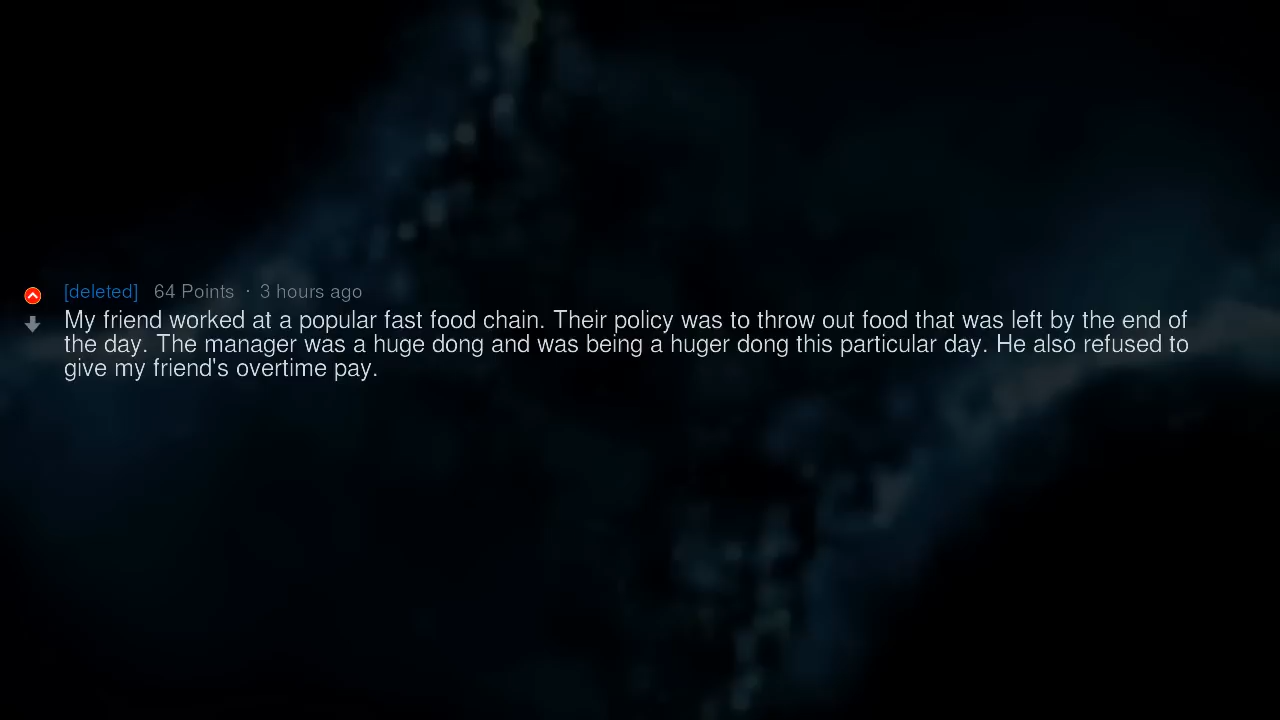 [deleted] 64 Points · 3 hours ago
My friend worked at a popular fast food chain. Their policy was to throw out food that was left by the end of
the day. The manager was a huge dong and was being a huger dong this particular day. He also refused to
give my friend's overtime pay.